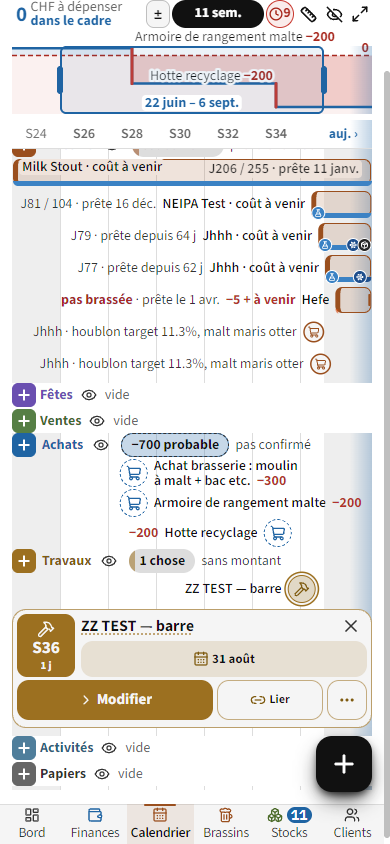 0 CHF à dépenser dans le cadre
± 11 sem. 9
Armoire de rangement malte −200
0
Hotte recyclage −200
22 juin – 6 sept.
S24 S26 S28 S30 S32 S34 auj. ›
Milk Stout · coût à venir J206 / 255 · prête 11 janv.
J81 / 104 · prête 16 déc. NEIPA Test · coût à venir
J79 · prête depuis 64 j Jhhh · coût à venir
J77 · prête depuis 62 j Jhhh · coût à venir
pas brassée · prête le 1 avr. −5 + à venir Hefe
Jhhh · houblon target 11.3%, malt maris otter
Jhhh · houblon target 11.3%, malt maris otter
Fêtes vide
Ventes vide
Achats −700 probable pas confirmé
Achat brasserie : moulin
à malt + bac etc. −300
Armoire de rangement malte −200
−200 Hotte recyclage
Travaux 1 chose sans montant
ZZ TEST — barre
S36
1 j
ZZ TEST — barre
31 août
Modifier
Lier
Activités vide
Papiers vide
Bord Finances Calendrier Brassins Stocks 11 Clients